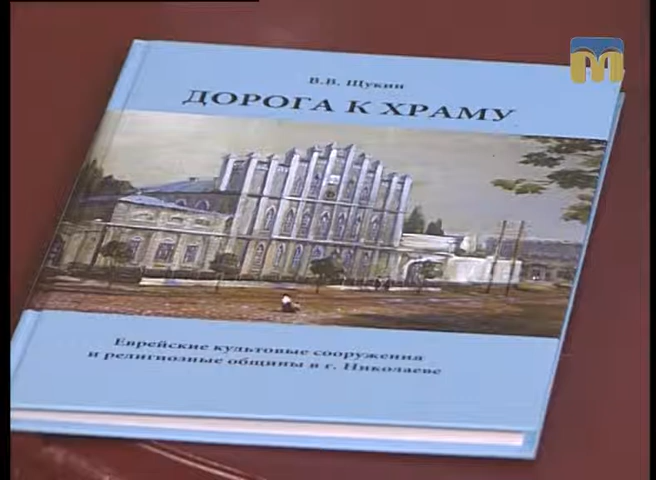 В.В. Щукин
ДОРОГА К ХРАМУ
Еврейские культовые сооружения
и религиозные общины в г. Николаеве